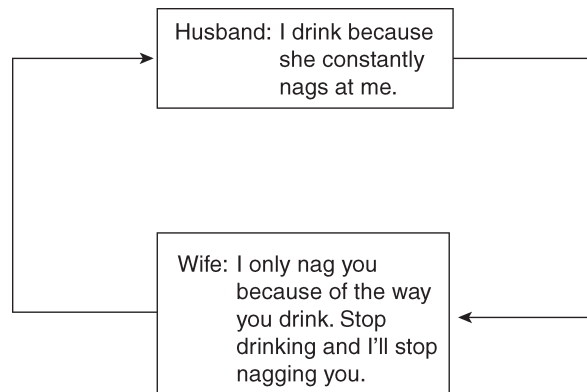 Husband: I drink because
she constantly
nags at me.
Wife: I only nag you
because of the way
you drink. Stop
drinking and I'll stop
nagging you.